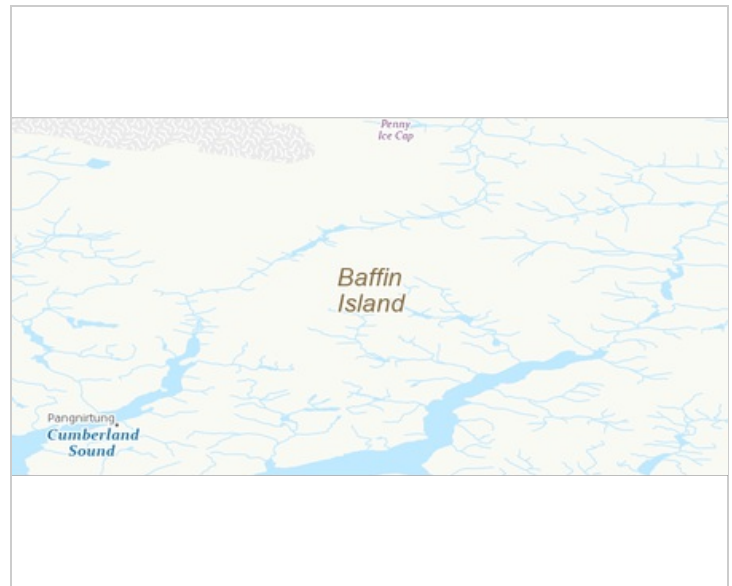 Penny
Ice Cap
Baffin
Island
Pangnirtung
Cumberland
Sound